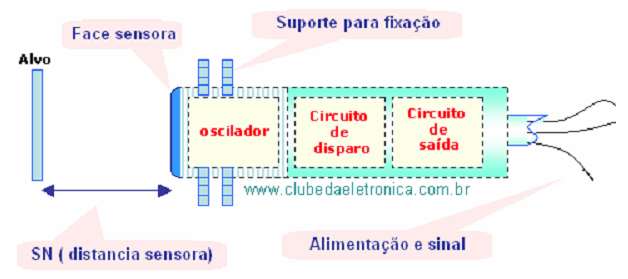 Suporte para fixação
Face sensora
Alvo
oscilador
Circuito
de
disparo
Circuito
de
saída
www.clubedaeletronica.com.br
SN ( distancia sensora)
Alimentação e sinal